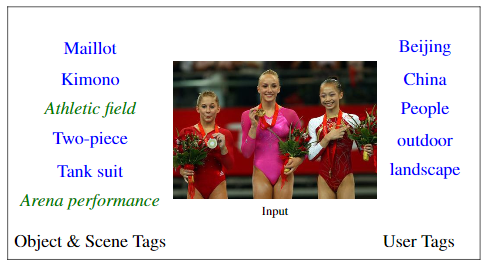 Maillot
Kimono
Athletic field
Two-piece
Tank suit
Arena performance
Object & Scene Tags
Input
Beijing
China
People
outdoor
landscape
User Tags